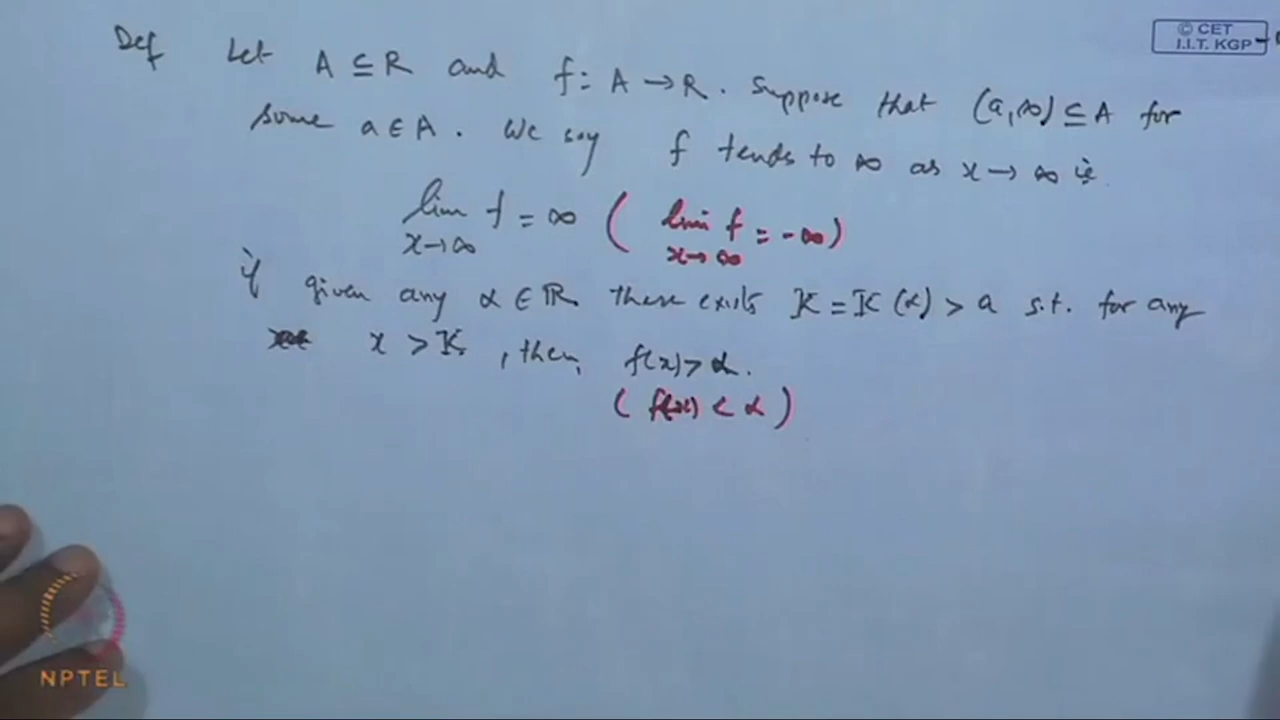 © CET
I.I.T. KGP
Def Let A ⊆ R and f: A → R. Suppose that (a, ∞) ⊆ A for
some a ∈ A. We say f tends to ∞ as x → ∞ ie.
lim f = ∞ ( lim f = -∞ )
x→∞ x→∞
if given any α ∈ R there exists K = K(α) > a s.t. for any
x > K, then, f(x) > α.
( f(x) < α )
NPTEL